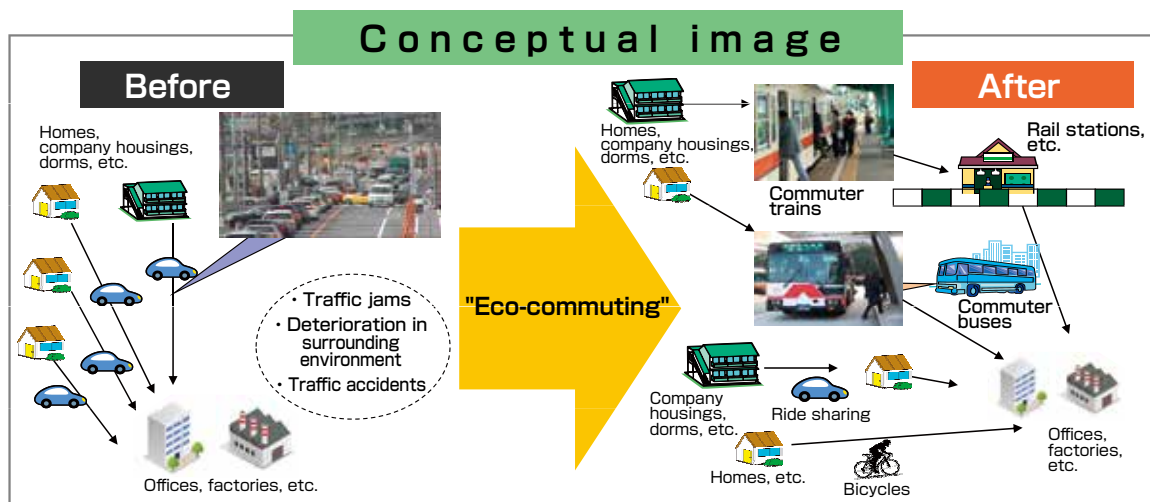 Conceptual image
Before
Homes,
company housings,
dorms, etc.
・Traffic jams
・Deterioration in
surrounding
environment
・Traffic accidents
Offices, factories, etc.
"Eco-commuting"
After
Homes,
company housings,
dorms, etc.
Commuter
trains
Rail stations,
etc.
Commuter
buses
Company
housings,
dorms, etc.
Ride sharing
Homes, etc.
Bicycles
Offices,
factories,
etc.